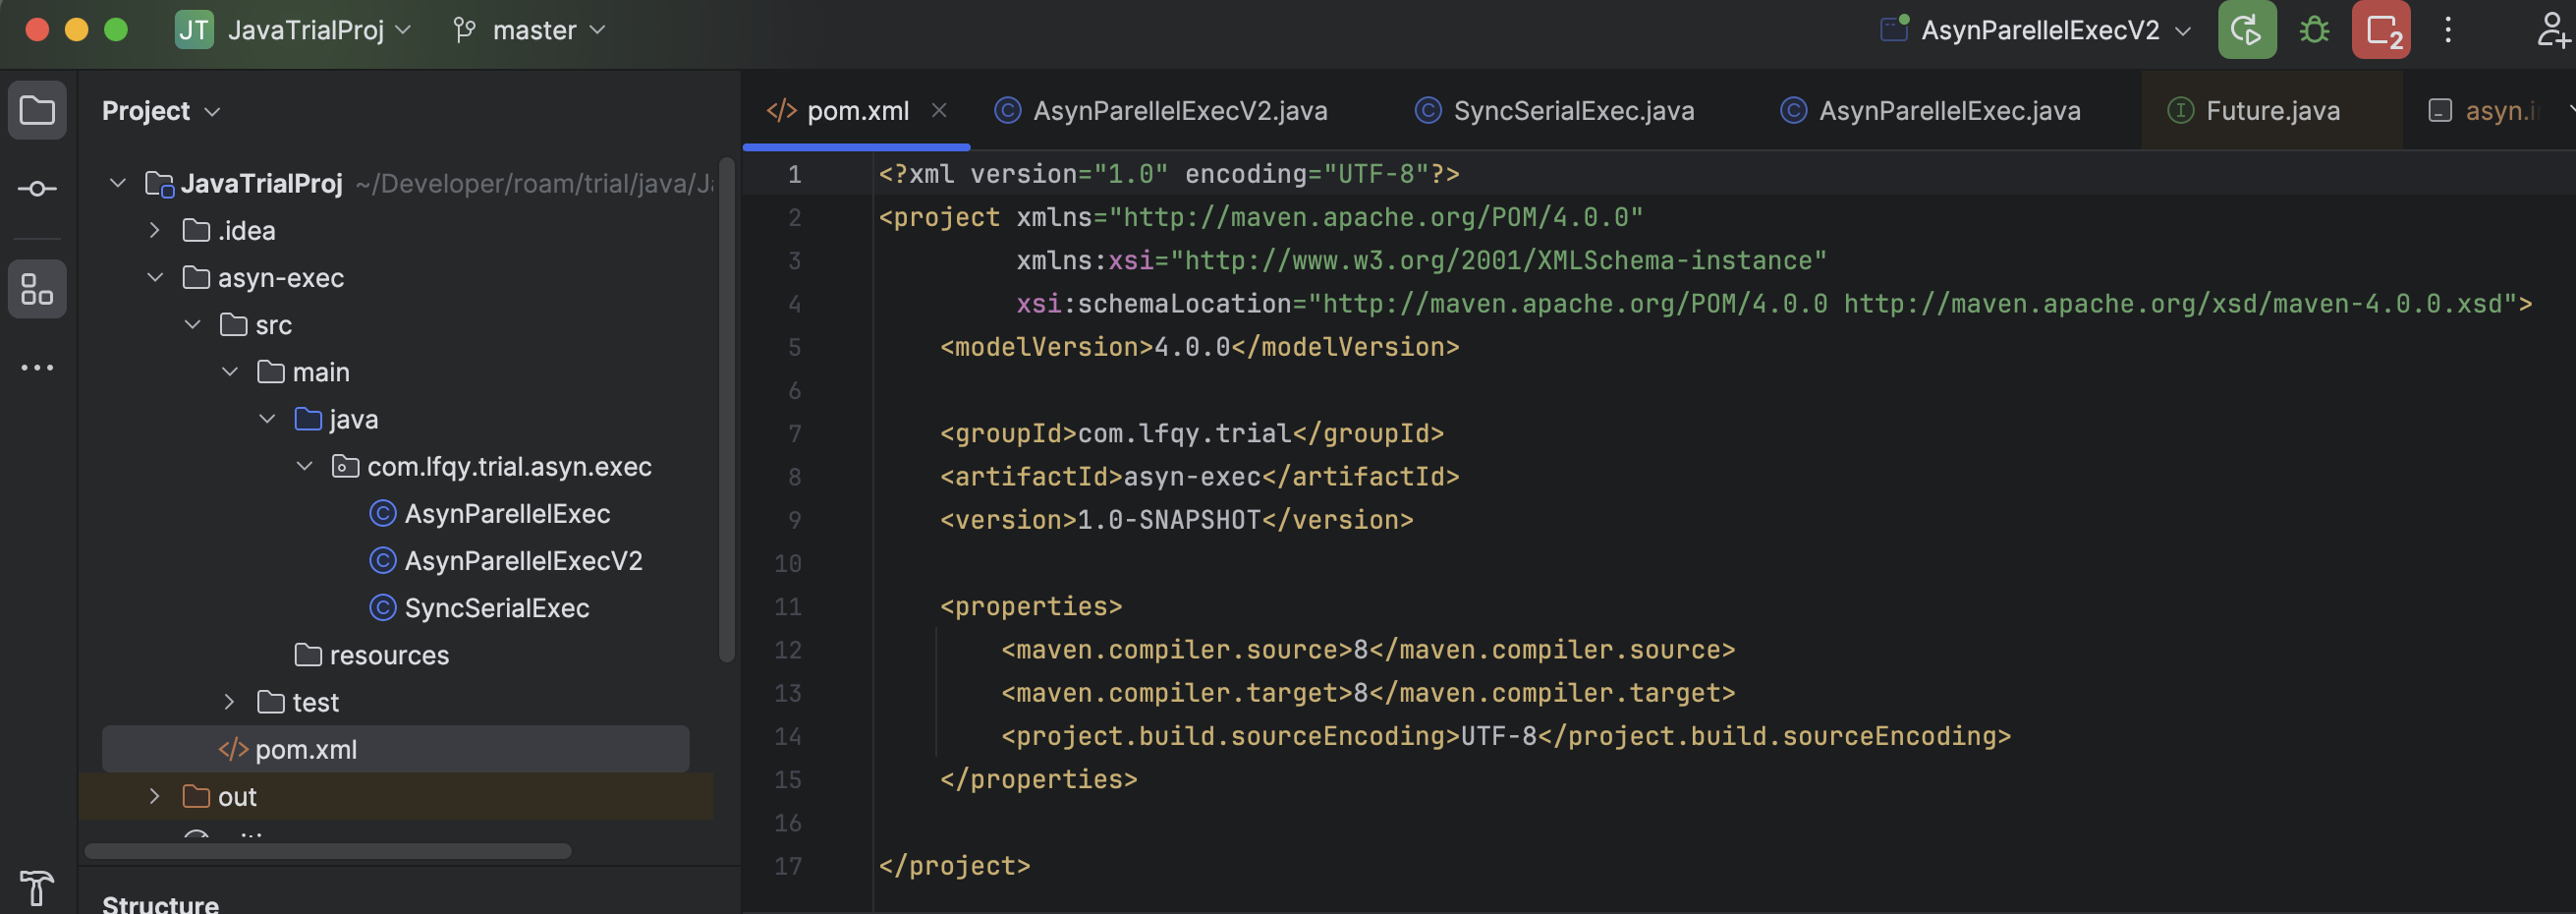 JT JavaTrialProj master AsynParellelExecV2 2
Project
JavaTrialProj ~/Developer/roam/trial/java/
.idea
asyn-exec
src
main
java
com.lfqy.trial.asyn.exec
AsynParellelExec
AsynParellelExecV2
SyncSerialExec
resources
test
pom.xml
out
Structure
pom.xml AsynParellelExecV2.java SyncSerialExec.java AsynParellelExec.java Future.java asyn.i
1 <?xml version="1.0" encoding="UTF-8"?>
2 <project xmlns="http://maven.apache.org/POM/4.0.0"
3 xmlns:xsi="http://www.w3.org/2001/XMLSchema-instance"
4 xsi:schemaLocation="http://maven.apache.org/POM/4.0.0 http://maven.apache.org/xsd/maven-4.0.0.xsd">
5 <modelVersion>4.0.0</modelVersion>
6
7 <groupId>com.lfqy.trial</groupId>
8 <artifactId>asyn-exec</artifactId>
9 <version>1.0-SNAPSHOT</version>
10
11 <properties>
12 <maven.compiler.source>8</maven.compiler.source>
13 <maven.compiler.target>8</maven.compiler.target>
14 <project.build.sourceEncoding>UTF-8</project.build.sourceEncoding>
15 </properties>
16
17 </project>